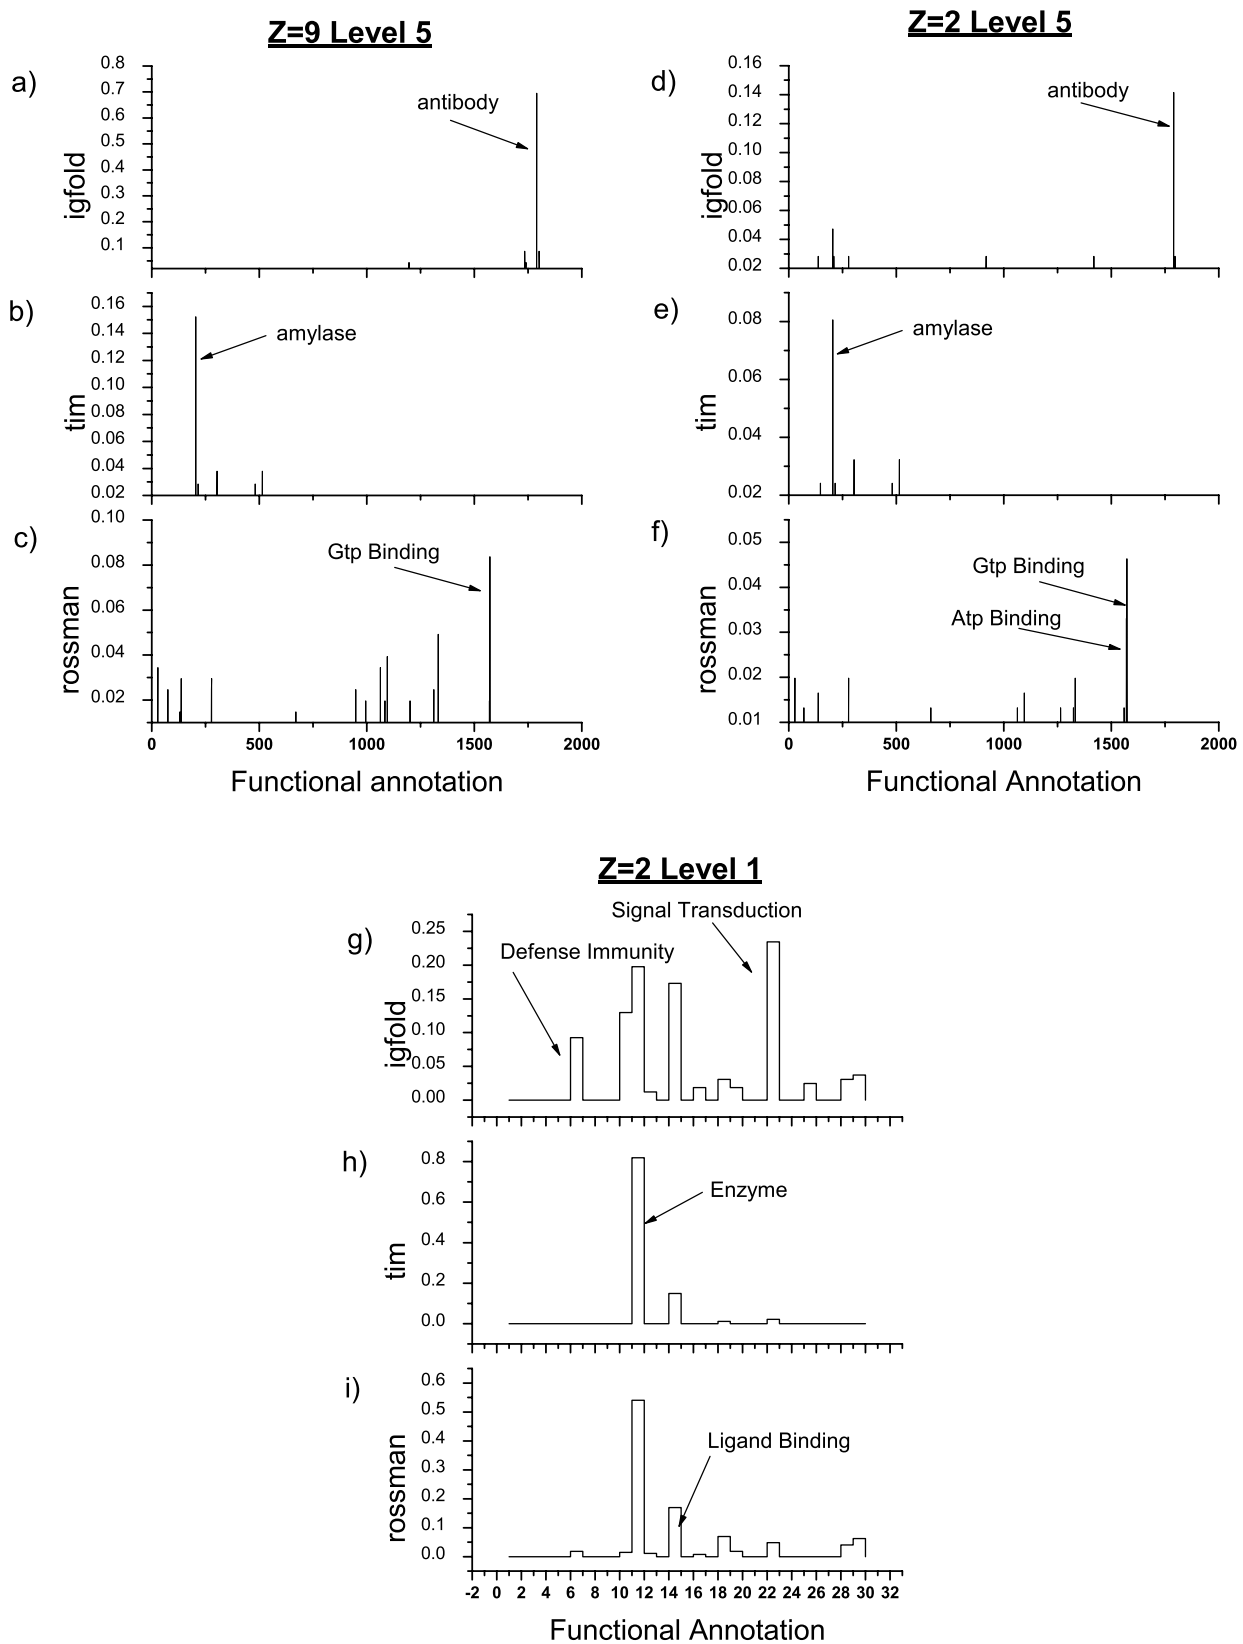 Z=9 Level 5
a)
0.8
0.7
0.6
0.5
0.4
0.3
0.2
0.1
igfold
antibody
b)
0.16
0.14
0.12
0.10
0.08
0.06
0.04
0.02
tim
amylase
c)
0.10
0.08
0.06
0.04
0.02
rossman
Gtp Binding
0 500 1000 1500 2000
Functional annotation
Z=2 Level 5
d)
0.16
0.14
0.12
0.10
0.08
0.06
0.04
0.02
igfold
antibody
e)
0.08
0.06
0.04
0.02
tim
amylase
f)
0.05
0.04
0.03
0.02
0.01
rossman
Gtp Binding
Atp Binding
0 500 1000 1500 2000
Functional Annotation
Z=2 Level 1
g)
0.25
0.20
0.15
0.10
0.05
0.00
igfold
Signal Transduction
Defense Immunity
h)
0.8
0.6
0.4
0.2
0.0
tim
Enzyme
i)
0.6
0.5
0.4
0.3
0.2
0.1
0.0
rossman
Ligand Binding
-2 0 2 4 6 8 10 12 14 16 18 20 22 24 26 28 30 32
Functional Annotation